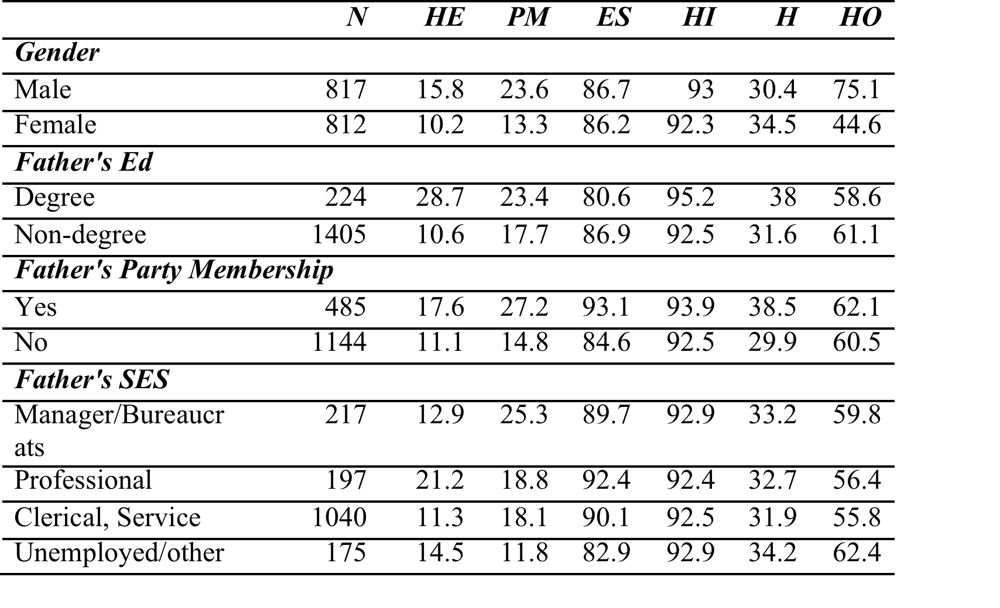 N HE PM ES HI H HO
Gender
Male 817 15.8 23.6 86.7 93 30.4 75.1
Female 812 10.2 13.3 86.2 92.3 34.5 44.6
Father's Ed
Degree 224 28.7 23.4 80.6 95.2 38 58.6
Non-degree 1405 10.6 17.7 86.9 92.5 31.6 61.1
Father's Party Membership
Yes 485 17.6 27.2 93.1 93.9 38.5 62.1
No 1144 11.1 14.8 84.6 92.5 29.9 60.5
Father's SES
Manager/Bureaucr 217 12.9 25.3 89.7 92.9 33.2 59.8
ats
Professional 197 21.2 18.8 92.4 92.4 32.7 56.4
Clerical, Service 1040 11.3 18.1 90.1 92.5 31.9 55.8
Unemployed/other 175 14.5 11.8 82.9 92.9 34.2 62.4